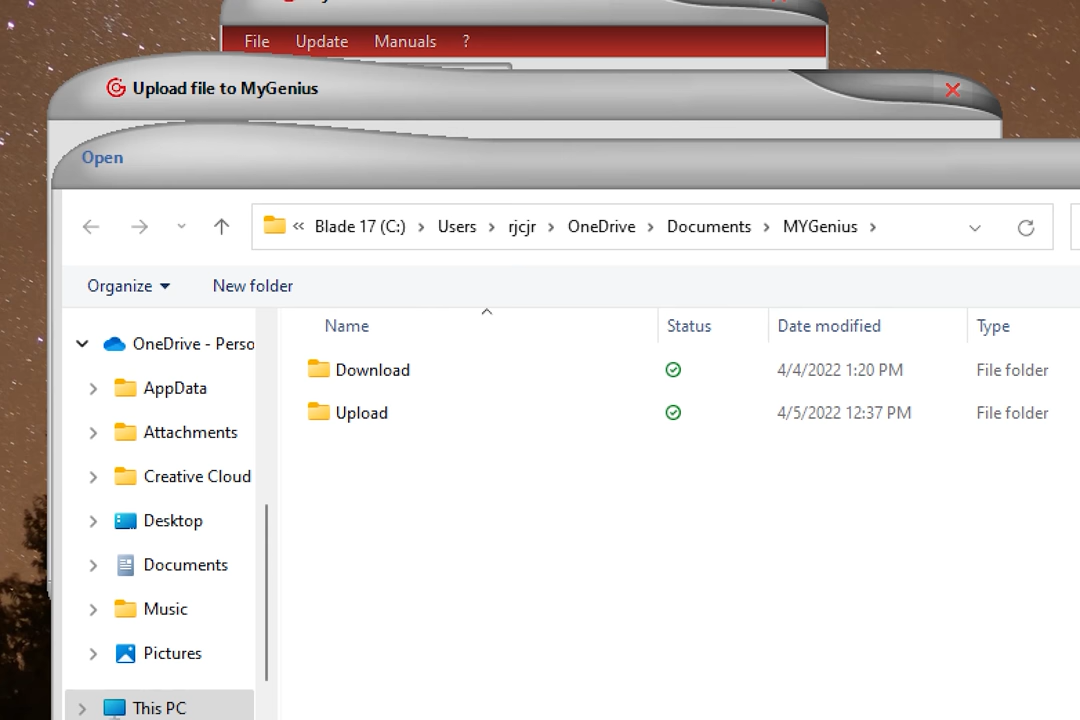 File Update Manuals ?
Upload file to MyGenius
Open
« Blade 17 (C:) › Users › rjcjr › OneDrive › Documents › MYGenius ›
Organize New folder
Name Status Date modified Type
OneDrive - Perso
Download 4/4/2022 1:20 PM File folder
AppData
Upload 4/5/2022 12:37 PM File folder
Attachments
Creative Cloud
Desktop
Documents
Music
Pictures
This PC